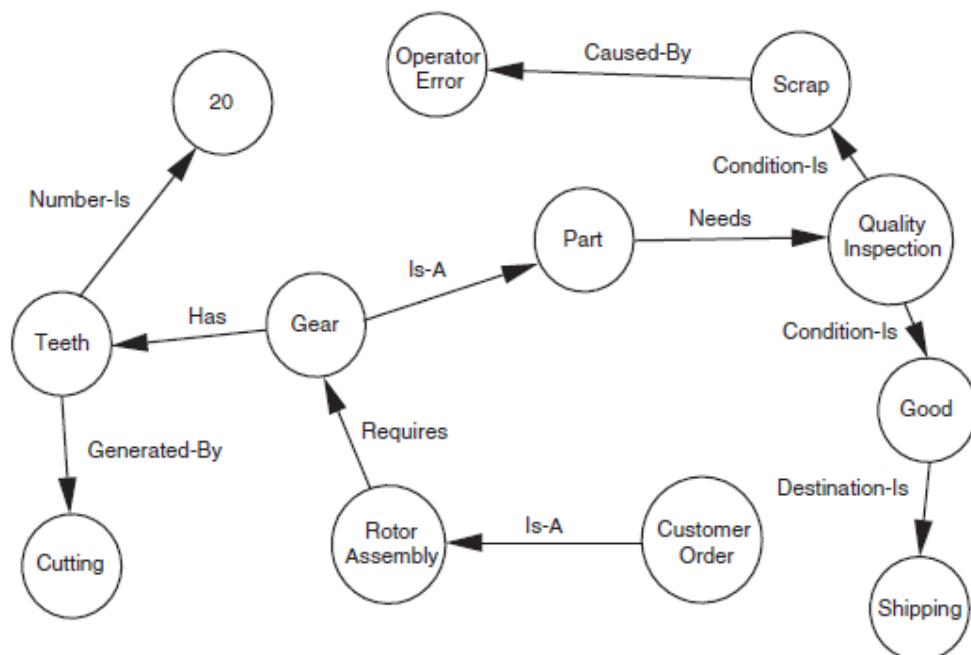 Operator
Error
Caused-By
Scrap
20
Condition-Is
Number-Is
Part
Needs
Quality
Inspection
Is-A
Has
Gear
Teeth
Condition-Is
Good
Requires
Generated-By
Destination-Is
Is-A
Rotor
Assembly
Customer
Order
Cutting
Shipping